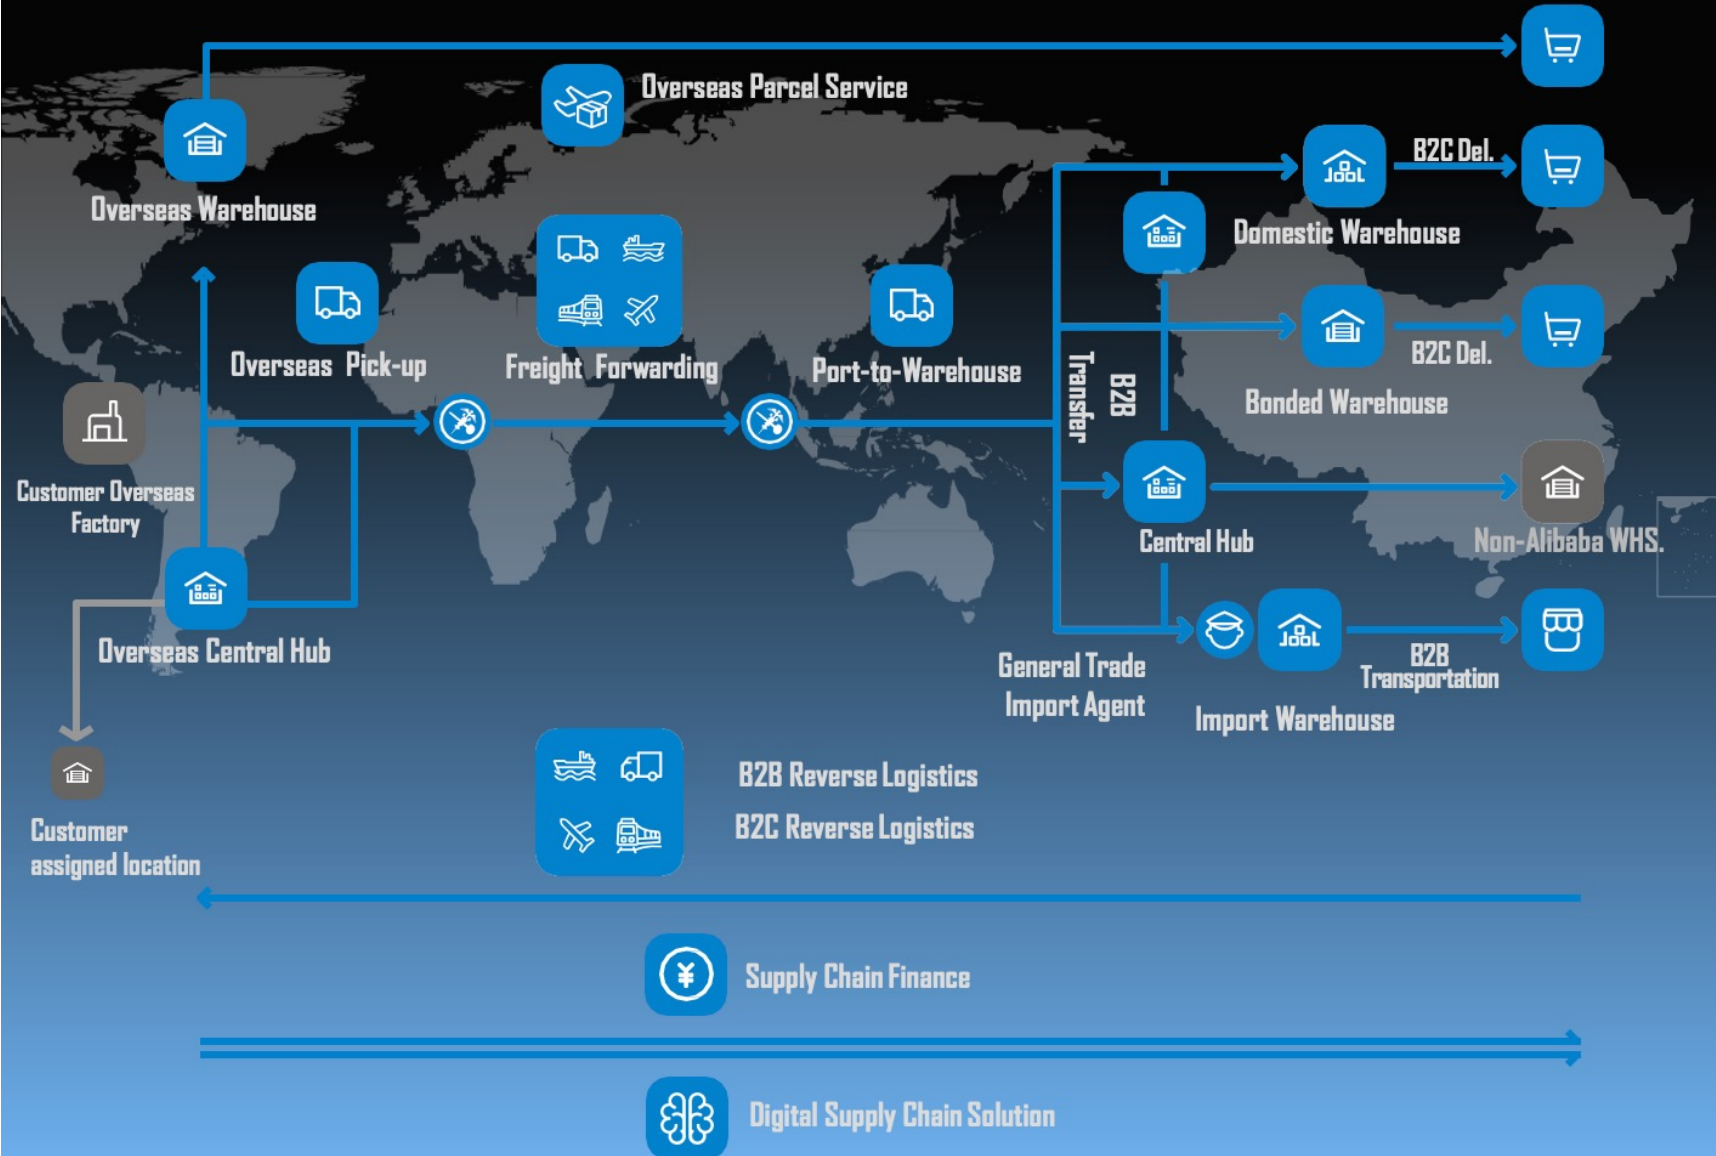 Overseas Parcel Service
B2C Del.
Overseas Warehouse
Domestic Warehouse
Overseas Pick-up
Freight Forwarding
Port-to-Warehouse
B2B
Transfer
B2C Del.
Bonded Warehouse
Customer Overseas
Factory
Central Hub
Non-Alibaba WHS.
Overseas Central Hub
General Trade
Import Agent
Import Warehouse
B2B
Transportation
B2B Reverse Logistics
B2C Reverse Logistics
Customer
assigned location
¥
Supply Chain Finance
Digital Supply Chain Solution